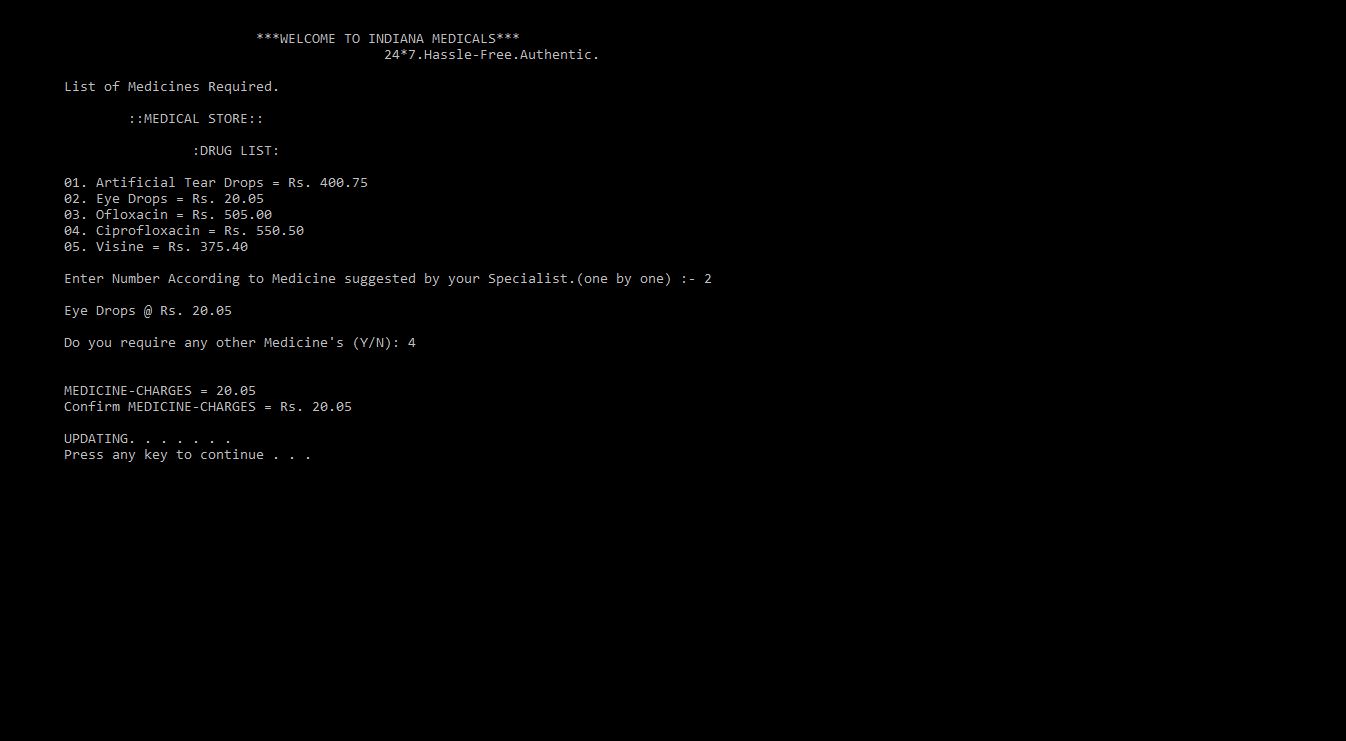 ***WELCOME TO INDIANA MEDICALS***
24*7.Hassle-Free.Authentic.
List of Medicines Required.
::MEDICAL STORE::
:DRUG LIST:
01. Artificial Tear Drops = Rs. 400.75
02. Eye Drops = Rs. 20.05
03. Ofloxacin = Rs. 505.00
04. Ciprofloxacin = Rs. 550.50
05. Visine = Rs. 375.40
Enter Number According to Medicine suggested by your Specialist.(one by one) :- 2
Eye Drops @ Rs. 20.05
Do you require any other Medicine's (Y/N): 4
MEDICINE-CHARGES = 20.05
Confirm MEDICINE-CHARGES = Rs. 20.05
UPDATING. . . . . . .
Press any key to continue . . .